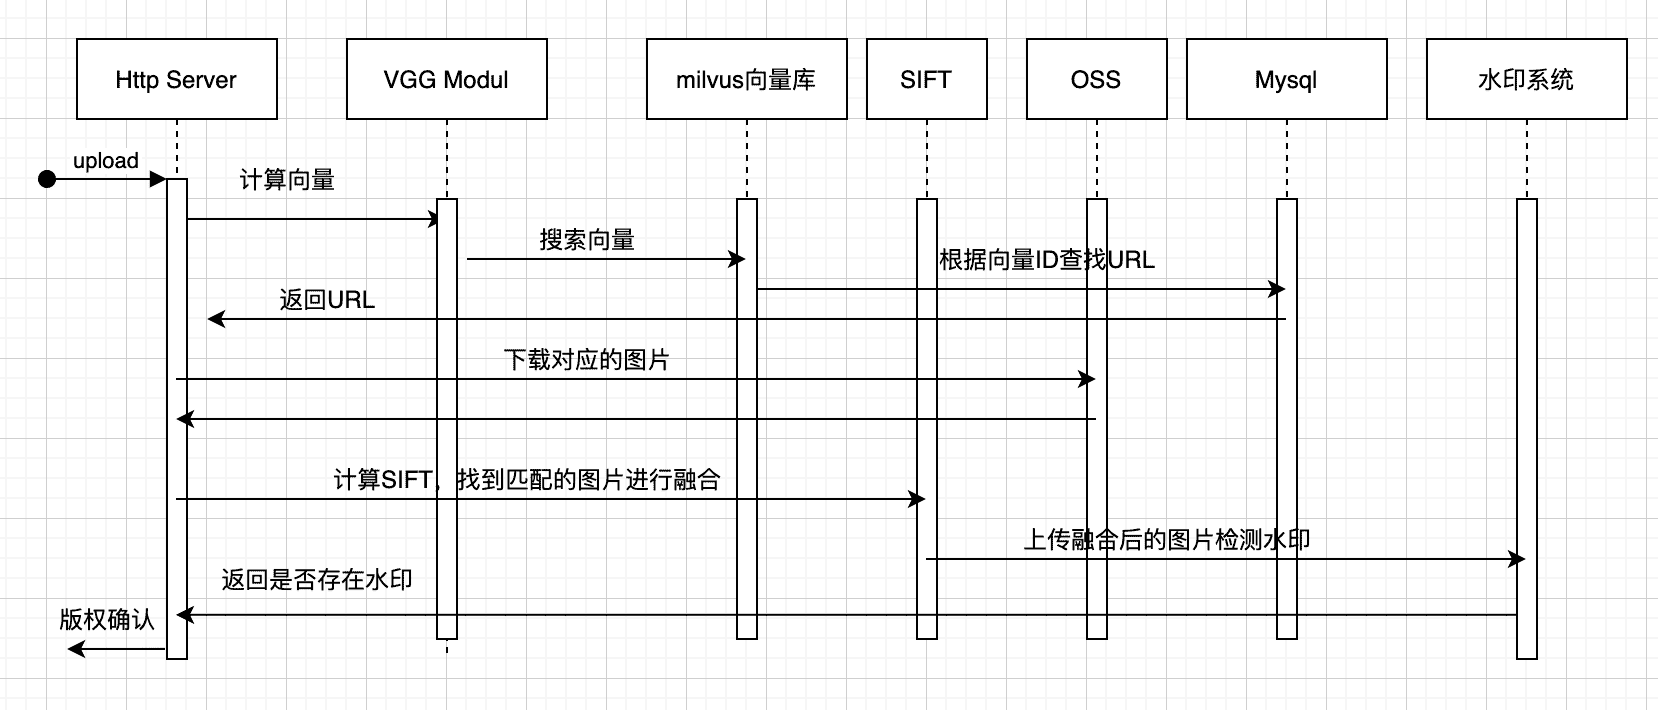 Http Server
VGG Modul
milvus向量库
SIFT
OSS
Mysql
水印系统
upload
计算向量
搜索向量
根据向量ID查找URL
返回URL
下载对应的图片
计算SIFT，找到匹配的图片进行融合
上传融合后的图片检测水印
返回是否存在水印
版权确认